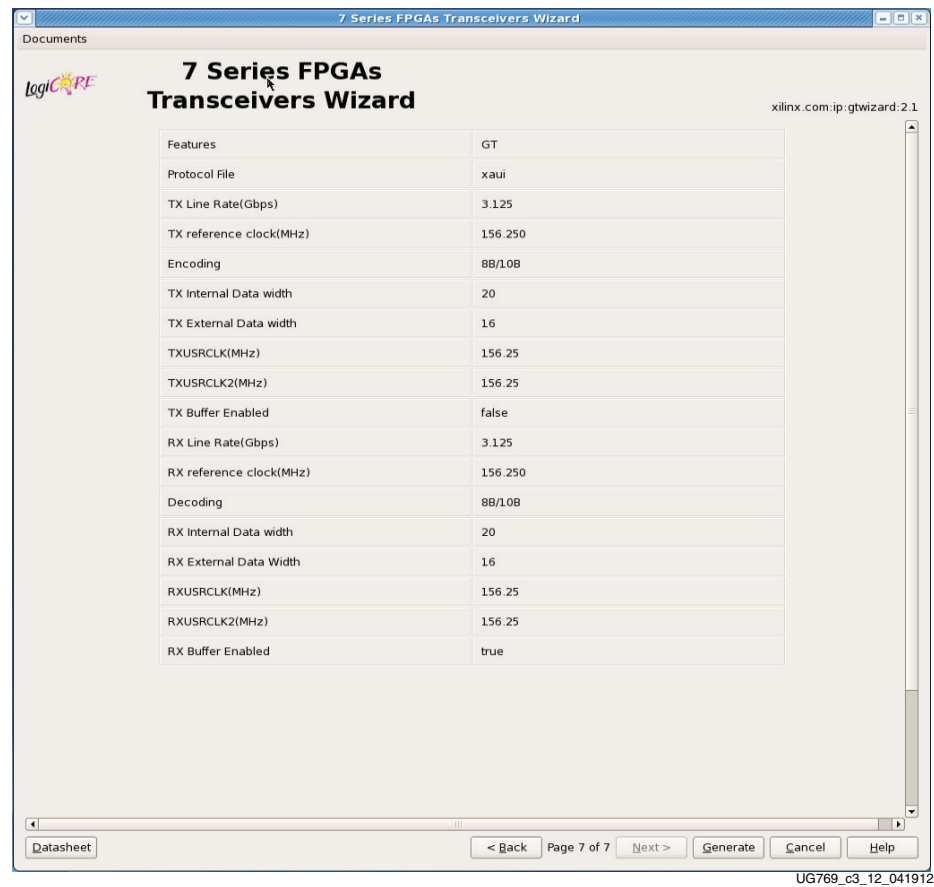 7 Series FPGAs Transceivers Wizard
Documents
logiCORE
7 Series FPGAs
Transceivers Wizard
xilinx.com:ip:gtwizard:2.1
Features GT
Protocol File xaui
TX Line Rate(Gbps) 3.125
TX reference clock(MHz) 156.250
Encoding 8B/10B
TX Internal Data width 20
TX External Data width 16
TXUSRCLK(MHz) 156.25
TXUSRCLK2(MHz) 156.25
TX Buffer Enabled false
RX Line Rate(Gbps) 3.125
RX reference clock(MHz) 156.250
Decoding 8B/10B
RX Internal Data width 20
RX External Data Width 16
RXUSRCLK(MHz) 156.25
RXUSRCLK2(MHz) 156.25
RX Buffer Enabled true
Datasheet < Back Page 7 of 7 Next > Generate Cancel Help
UG769_c3_12_041912